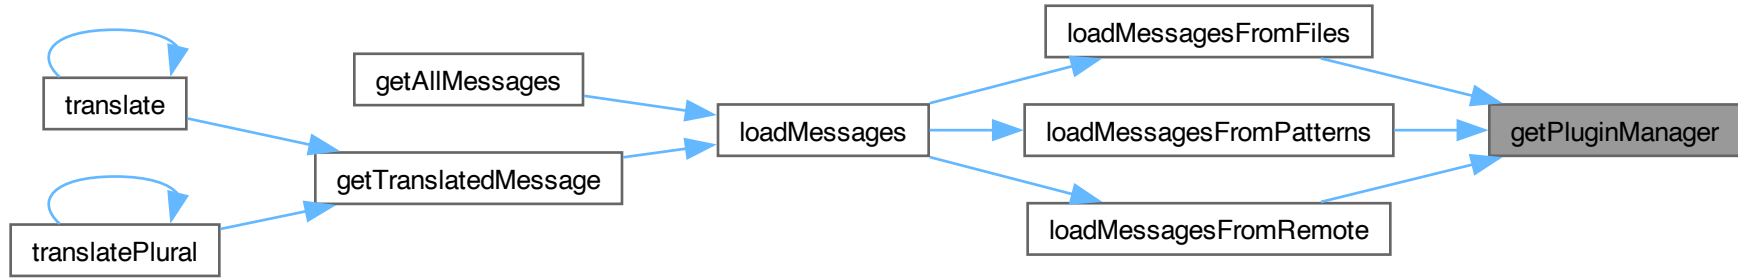 translate
translatePlural
getAllMessages
getTranslatedMessage
loadMessages
loadMessagesFromFiles
loadMessagesFromPatterns
loadMessagesFromRemote
getPluginManager